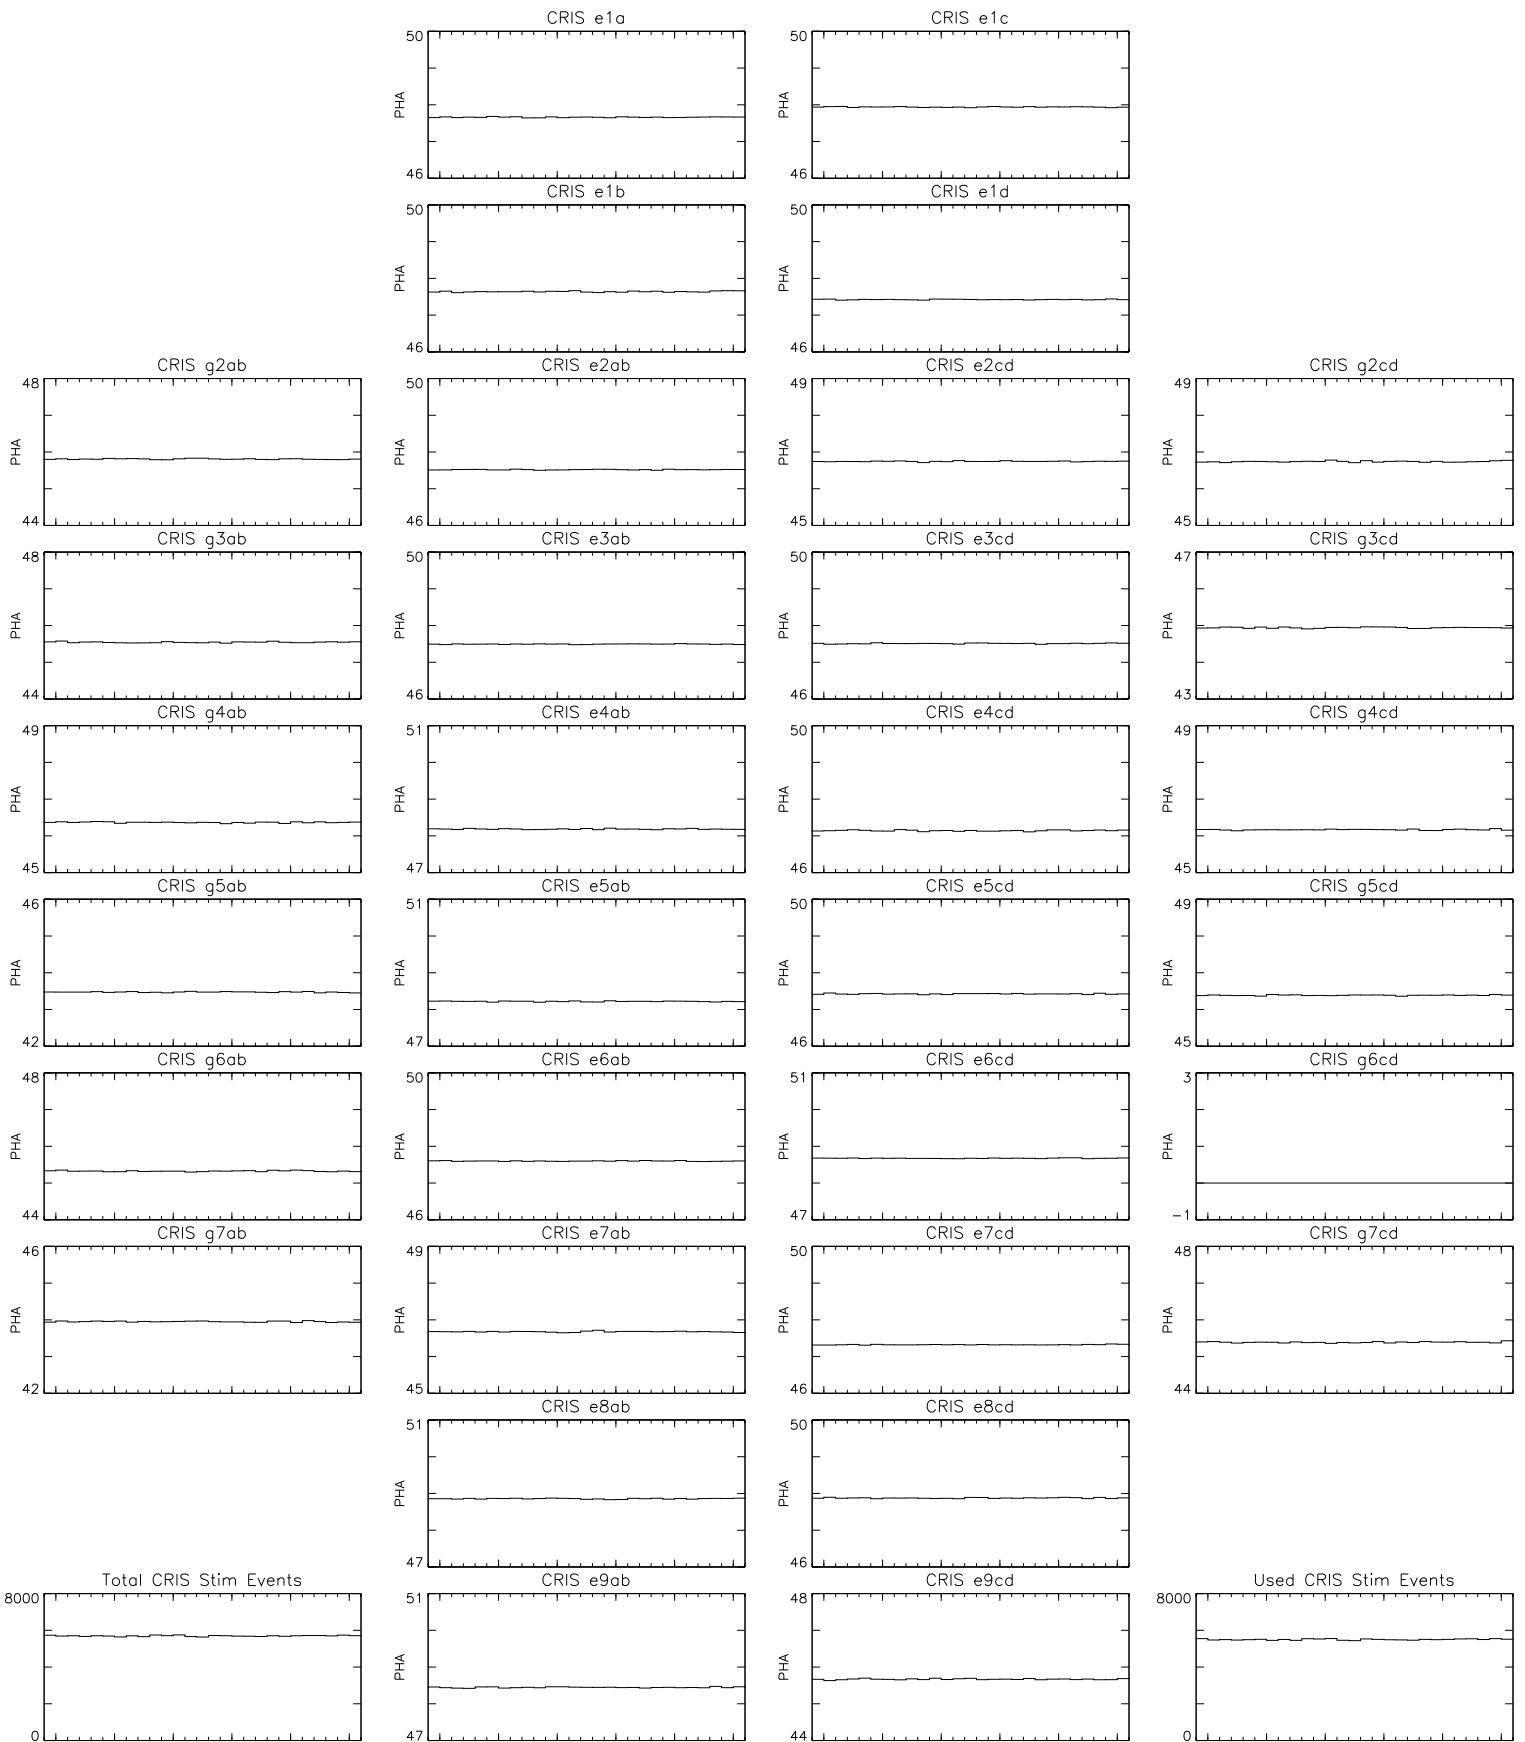 CRIS e1a
50
PHA
46
CRIS e1c
50
PHA
46
CRIS e1b
50
PHA
46
CRIS e1d
50
PHA
46
CRIS g2ab
48
PHA
44
CRIS e2ab
50
PHA
46
CRIS e2cd
49
PHA
45
CRIS g2cd
49
PHA
45
CRIS g3ab
48
PHA
44
CRIS e3ab
50
PHA
46
CRIS e3cd
50
PHA
46
CRIS g3cd
47
PHA
43
CRIS g4ab
49
PHA
45
CRIS e4ab
51
PHA
47
CRIS e4cd
50
PHA
46
CRIS g4cd
49
PHA
45
CRIS g5ab
46
PHA
42
CRIS e5ab
51
PHA
47
CRIS e5cd
50
PHA
46
CRIS g5cd
49
PHA
45
CRIS g6ab
48
PHA
44
CRIS e6ab
50
PHA
46
CRIS e6cd
51
PHA
47
CRIS g6cd
3
PHA
-1
CRIS g7ab
46
PHA
42
CRIS e7ab
49
PHA
45
CRIS e7cd
50
PHA
46
CRIS g7cd
48
PHA
44
CRIS e8ab
51
PHA
47
CRIS e8cd
50
PHA
46
Total CRIS Stim Events
8000
0
CRIS e9ab
51
PHA
47
CRIS e9cd
48
PHA
44
Used CRIS Stim Events
8000
0